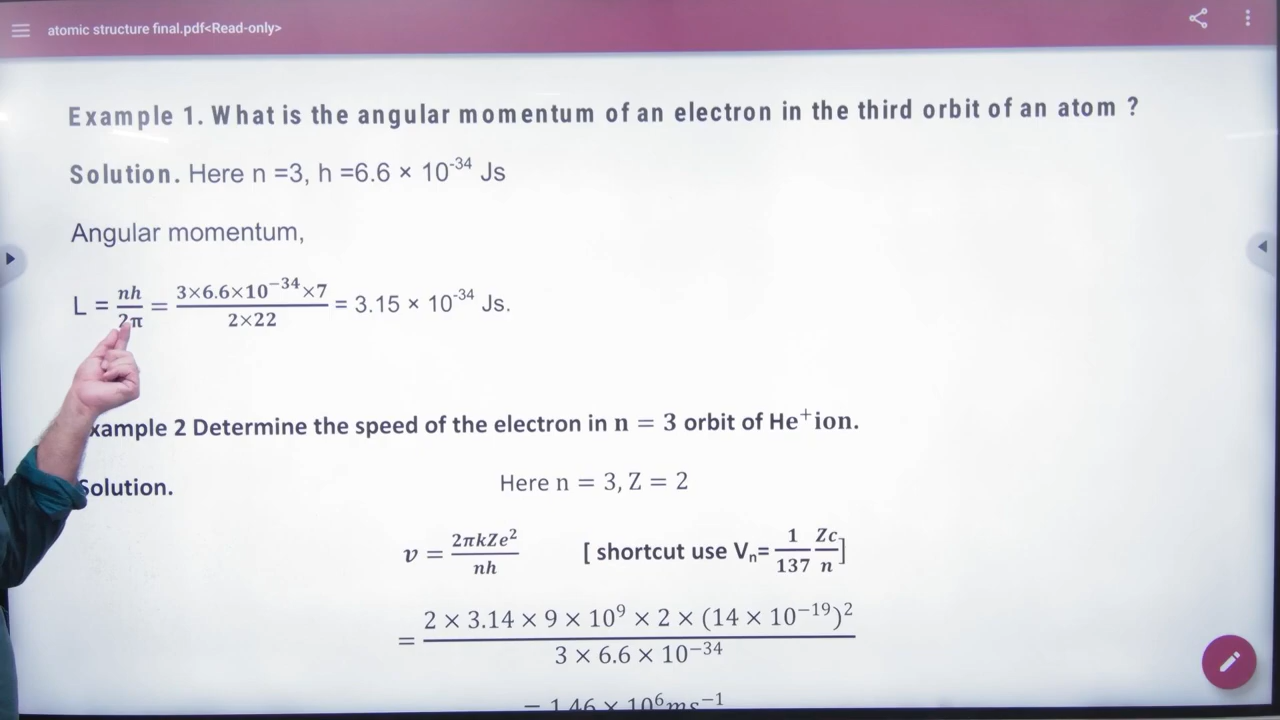 atomic structure final.pdf<Read-only>
Example 1. What is the angular momentum of an electron in the third orbit of an atom ?
Solution. Here n =3, h =6.6 × 10⁻³⁴ Js
Angular momentum,
L = nh/2π = 3×6.6×10⁻³⁴×7/2×22 = 3.15 × 10⁻³⁴ Js.
xample 2 Determine the speed of the electron in n = 3 orbit of He⁺ion.
Solution. Here n = 3, Z = 2
v = 2πkZe²/nh [ shortcut use Vₙ= 1/137 Zc/n ]
= 2 × 3.14 × 9 × 10⁹ × 2 × (14 × 10⁻¹⁹)²/3 × 6.6 × 10⁻³⁴
= 1.46 × 10⁶ms⁻¹